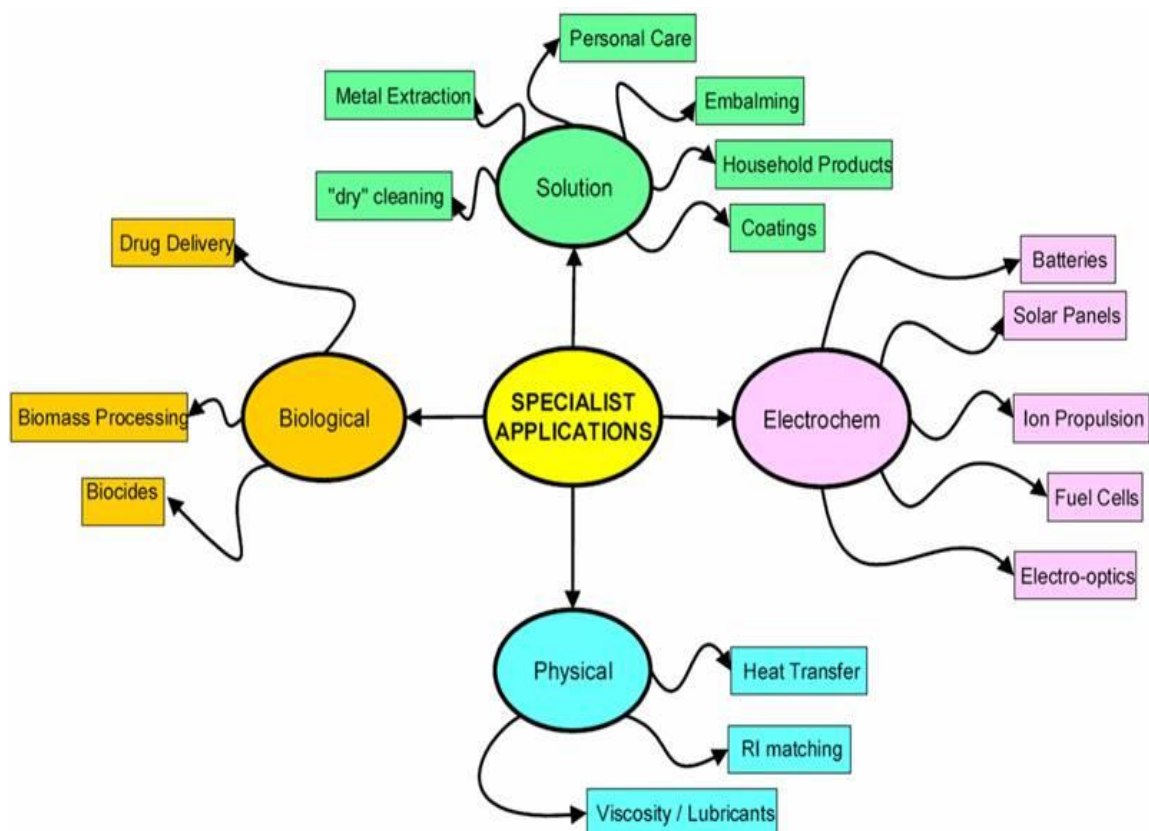 Personal Care
Metal Extraction
Embalming
Solution
Household Products
"dry" cleaning
Coatings
Drug Delivery
Batteries
Solar Panels
SPECIALIST
APPLICATIONS
Biological
Biomass Processing
Electrochem
Ion Propulsion
Biocides
Fuel Cells
Electro-optics
Physical
Heat Transfer
RI matching
Viscosity / Lubricants